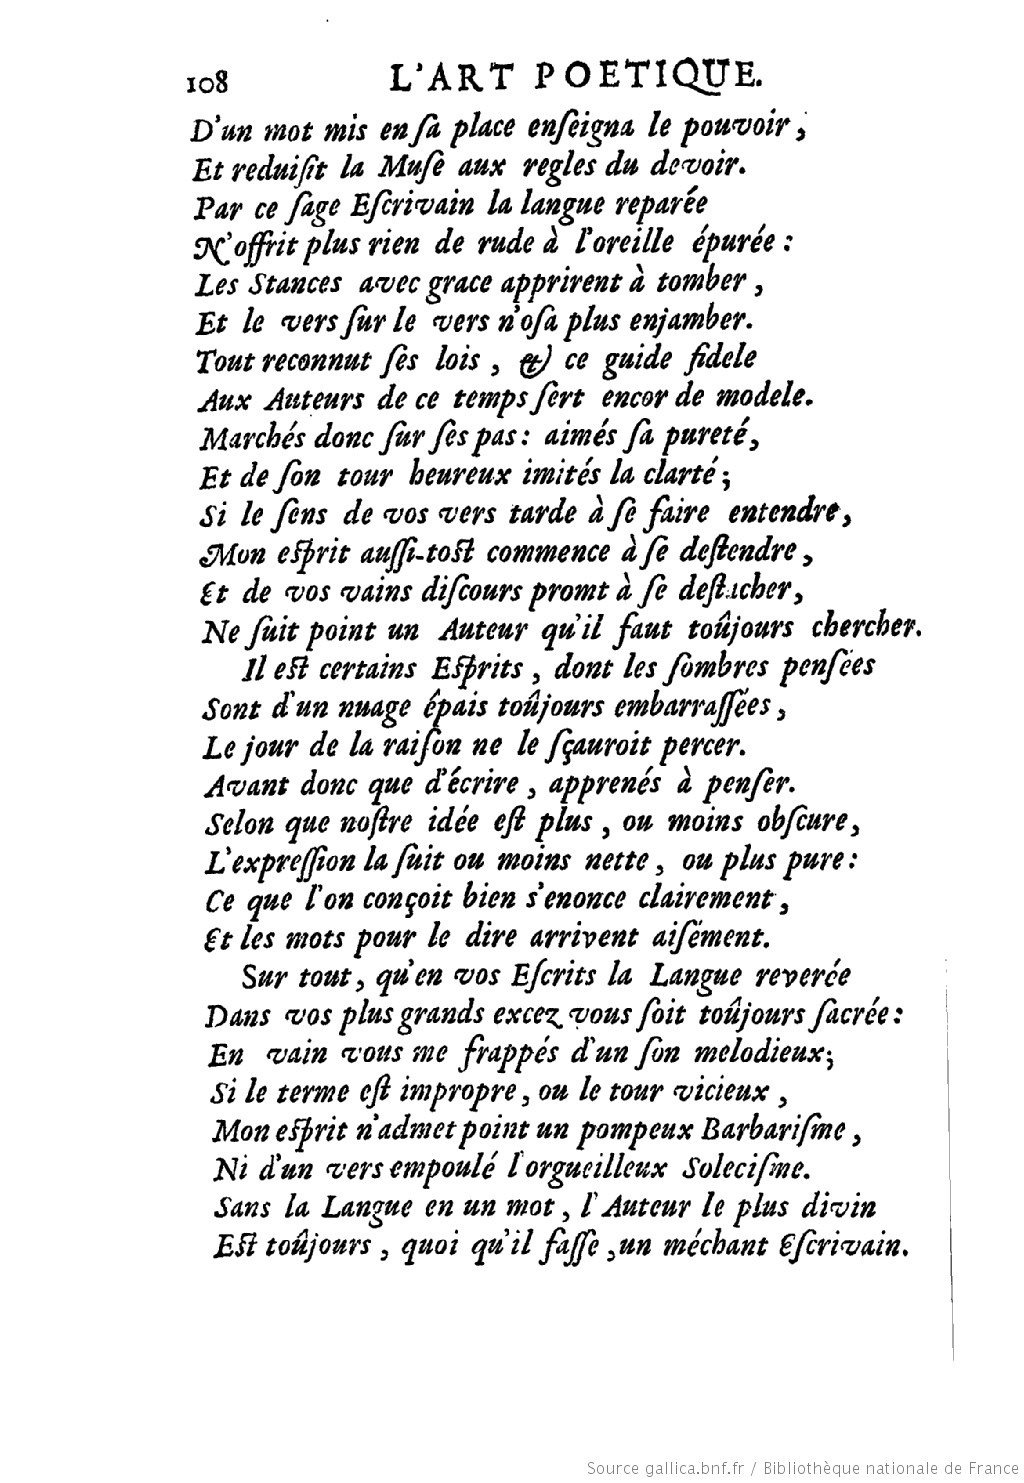 108 L'ART POETIQUE.
D'un mot mis en ſa place enſeigna le pouvoir,
Et reduiſit la Muſe aux regles du devoir.
Par ce ſage Eſcrivain la langue reparée
N'offrit plus rien de rude à l'oreille épurée :
Les Stances avec grace apprirent à tomber,
Et le vers ſur le vers n'oſa plus enjamber.
Tout reconnut ſes lois, & ce guide fidele
Aux Auteurs de ce temps ſert encor de modele.
Marchés donc ſur ſes pas : aimés ſa pureté,
Et de ſon tour heureux imités la clarté ;
Si le ſens de vos vers tarde à ſe faire entendre,
Mon eſprit auſſi-toſt commence à ſe deſtendre,
Et de vos vains diſcours promt à ſe deſtacher,
Ne ſuit point un Auteur qu'il faut toûjours chercher.
Il eſt certains Eſprits, dont les ſombres penſées
Sont d'un nuage épais toûjours embarraſſées,
Le jour de la raiſon ne le ſçauroit percer.
Avant donc que d'écrire, apprenés à penſer.
Selon que noſtre idée eſt plus, ou moins obſcure,
L'expreſſion la ſuit ou moins nette, ou plus pure :
Ce que l'on conçoit bien s'enonce clairement,
Et les mots pour le dire arrivent aiſément.
Sur tout, qu'en vos Eſcrits la Langue reverée
Dans vos plus grands excez vous ſoit toûjours ſacrée :
En vain vous me frappés d'un ſon melodieux ;
Si le terme eſt impropre, ou le tour vicieux,
Mon eſprit n'admet point un pompeux Barbariſme,
Ni d'un vers empoulé l'orgueilleux Soleciſme.
Sans la Langue en un mot, l'Auteur le plus divin
Eſt toûjours, quoi qu'il faſſe, un méchant Eſcrivain.
Source gallica.bnf.fr / Bibliothèque nationale de France